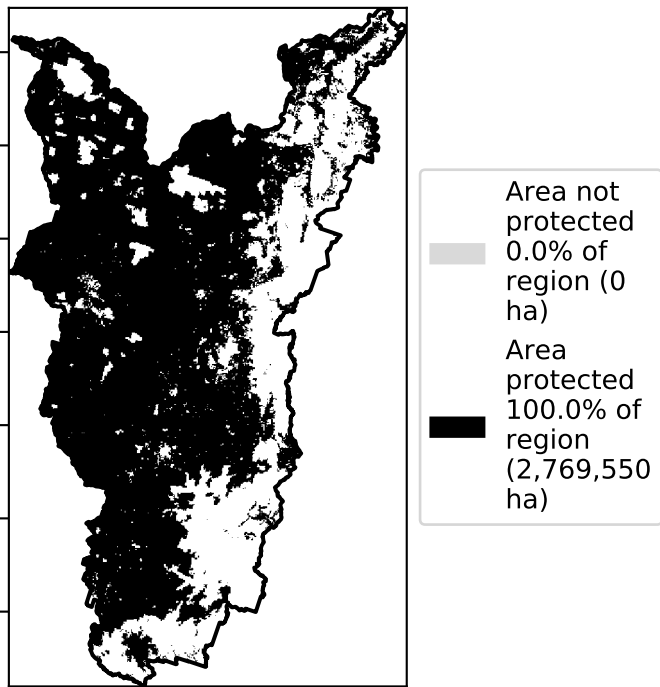 Area not
protected
0.0% of
region (0
ha)
Area
protected
100.0% of
region
(2,769,550
ha)